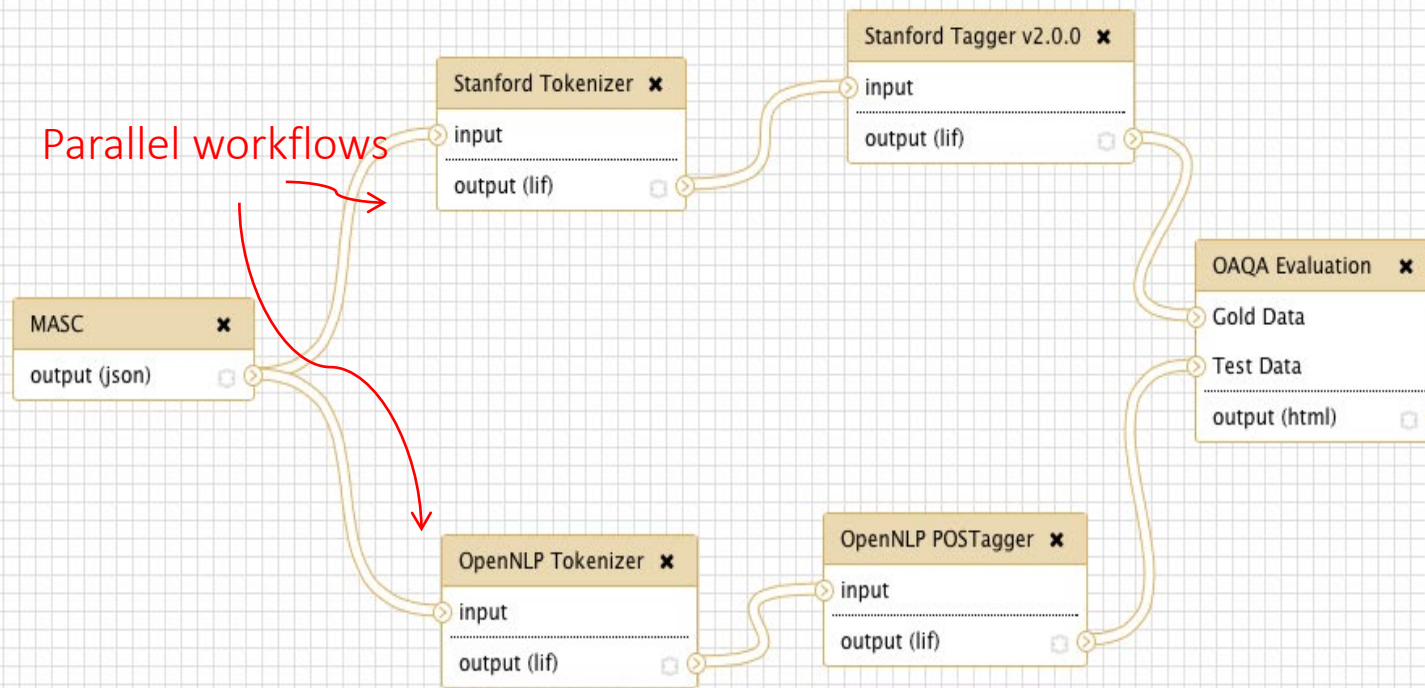 Parallel workflows
MASC
output (json)
Stanford Tokenizer
input
output (lif)
Stanford Tagger v2.0.0
input
output (lif)
OpenNLP Tokenizer
input
output (lif)
OpenNLP POSTagger
input
output (lif)
OAQA Evaluation
Gold Data
Test Data
output (html)